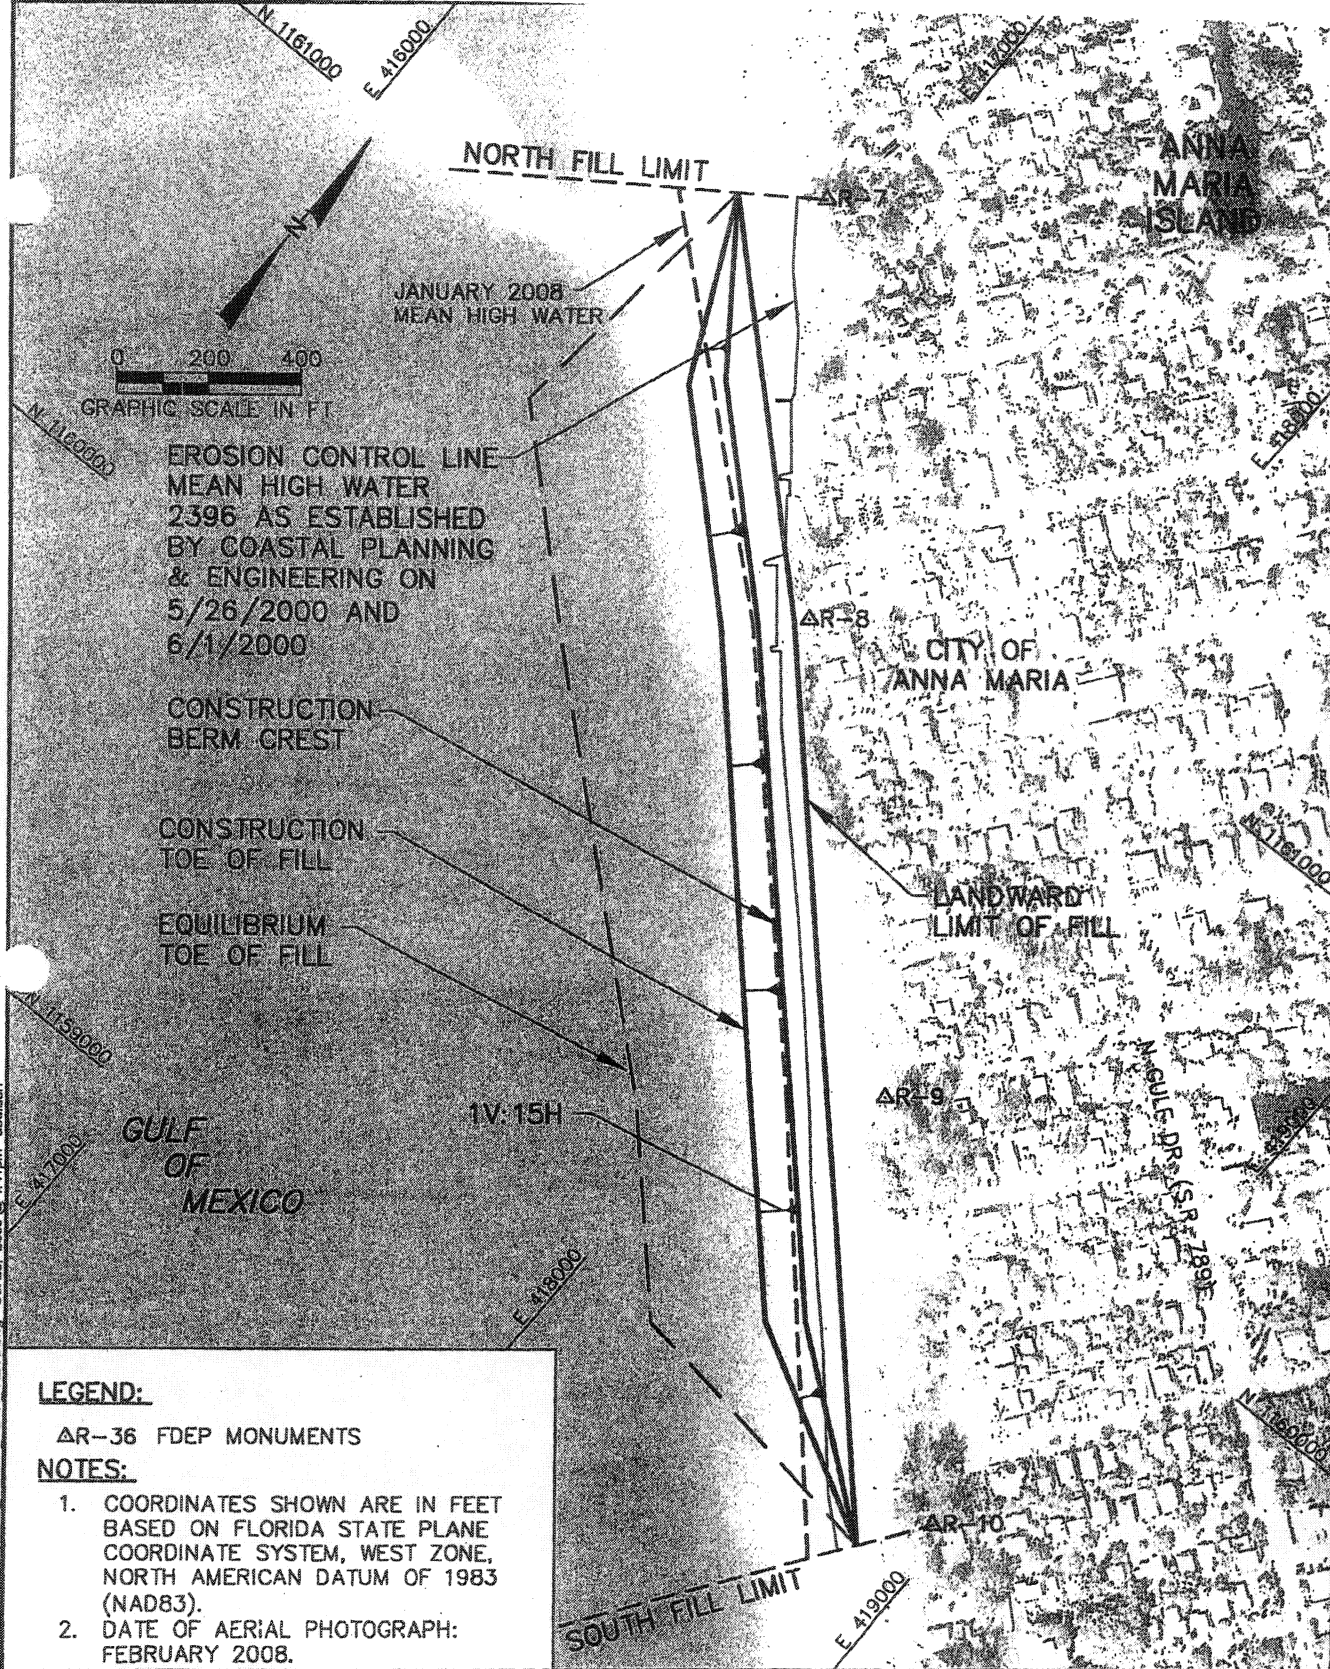 N 1161000
E 416000
E 417000
ANNA
MARIA
ISLAND
NORTH FILL LIMIT
△R-7
N
JANUARY 2008
MEAN HIGH WATER
0 200 400
GRAPHIC SCALE IN FT
N 1160000
E 418000
EROSION CONTROL LINE
MEAN HIGH WATER
2396 AS ESTABLISHED
BY COASTAL PLANNING
& ENGINEERING ON
5/26/2000 AND
6/1/2000
△R-8
CITY OF
ANNA MARIA
CONSTRUCTION
BERM CREST
CONSTRUCTION
TOE OF FILL
N 1161000
LANDWARD
LIMIT OF FILL
EQUILIBRIUM
TOE OF FILL
N 1159000
△R-9
1V:15H
N GULF DR (SR 789)
E 419000
GULF
OF
MEXICO
E 417000
E 418000
N 1160000
LEGEND:
△R-36 FDEP MONUMENTS
NOTES:
1. COORDINATES SHOWN ARE IN FEET
BASED ON FLORIDA STATE PLANE
COORDINATE SYSTEM, WEST ZONE,
NORTH AMERICAN DATUM OF 1983
(NAD83).
2. DATE OF AERIAL PHOTOGRAPH:
FEBRUARY 2008.
△R-10
SOUTH FILL LIMIT
E 419000